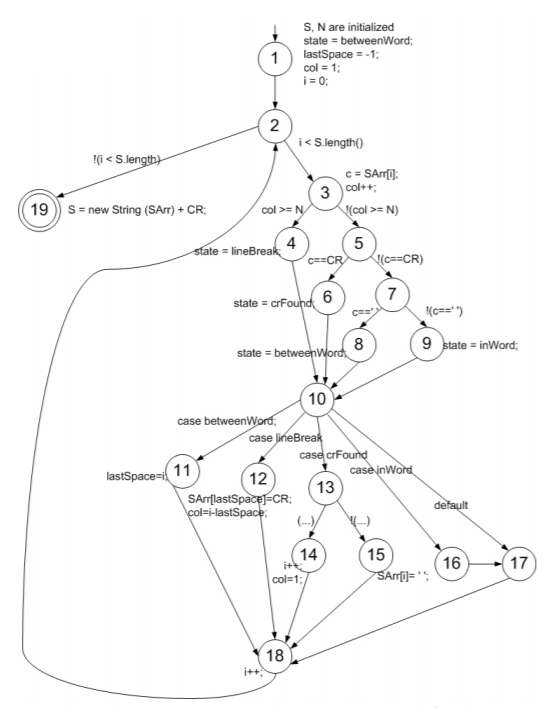 S, N are initialized
state = betweenWord;
lastSpace = -1;
col = 1;
i = 0;
1
2
i < S.length()
!(i < S.length)
c = SArr[i];
col++;
3
19
S = new String (SArr) + CR;
col >= N
!(col >= N)
4
5
state = lineBreak;
c==CR
!(c==CR)
6
7
state = crFound;
c==' '
!(c==' ')
8
9
state = betweenWord;
state = inWord;
10
case betweenWord;
case lineBreak
case crFound
case inWord
default
11
lastSpace=i;
12
13
SArr[lastSpace]=CR;
col=i-lastSpace;
(...)
!(...)
14
15
16
17
i++;
col=1;
SArr[i]= ' ';
18
i++;